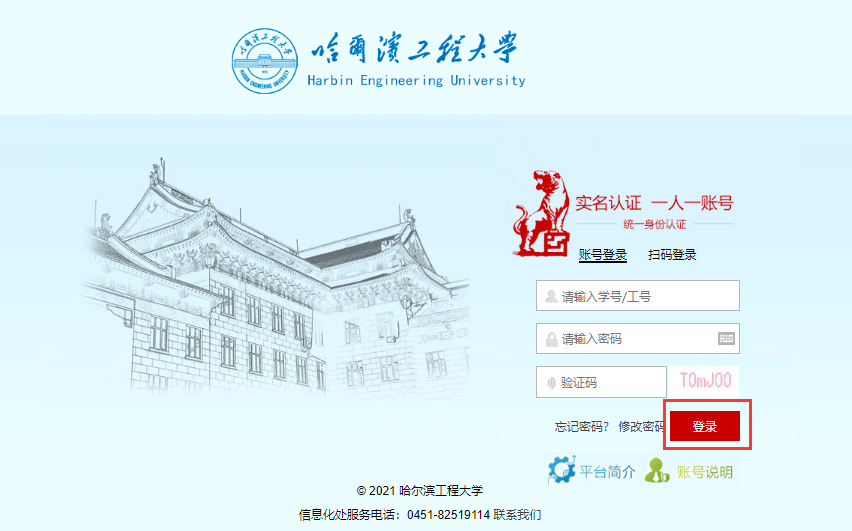 哈爾濱工程大學
Harbin Engineering University
实名认证 一人一账号
统一身份认证
账号登录 扫码登录
请输入学号/工号
请输入密码
验证码 TOmJOO
忘记密码? 修改密码 登录
平台简介 账号说明
© 2021 哈尔滨工程大学
信息化处服务电话：0451-82519114 联系我们